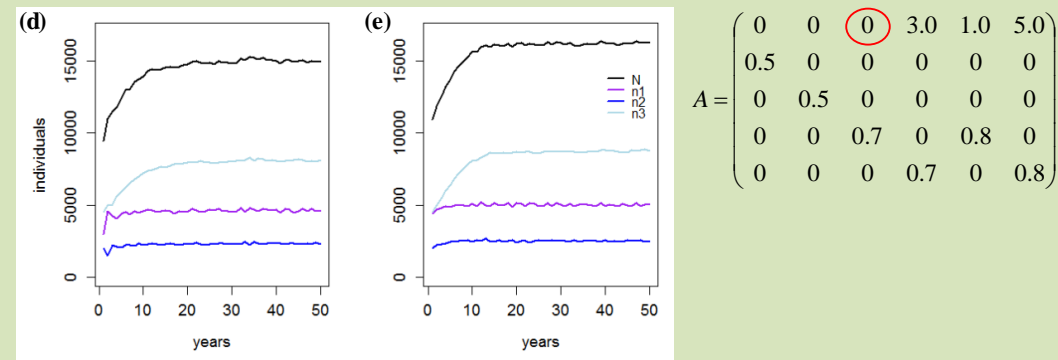 (d)
individuals
15000
10000
5000
0
0 10 20 30 40 50
years
(e)
15000
10000
5000
0
N
n1
n2
n3
0 10 20 30 40 50
years
A =
0 0 0 3.0 1.0 5.0
0.5 0 0 0 0 0
0 0.5 0 0 0 0
0 0 0.7 0 0.8 0
0 0 0 0.7 0 0.8